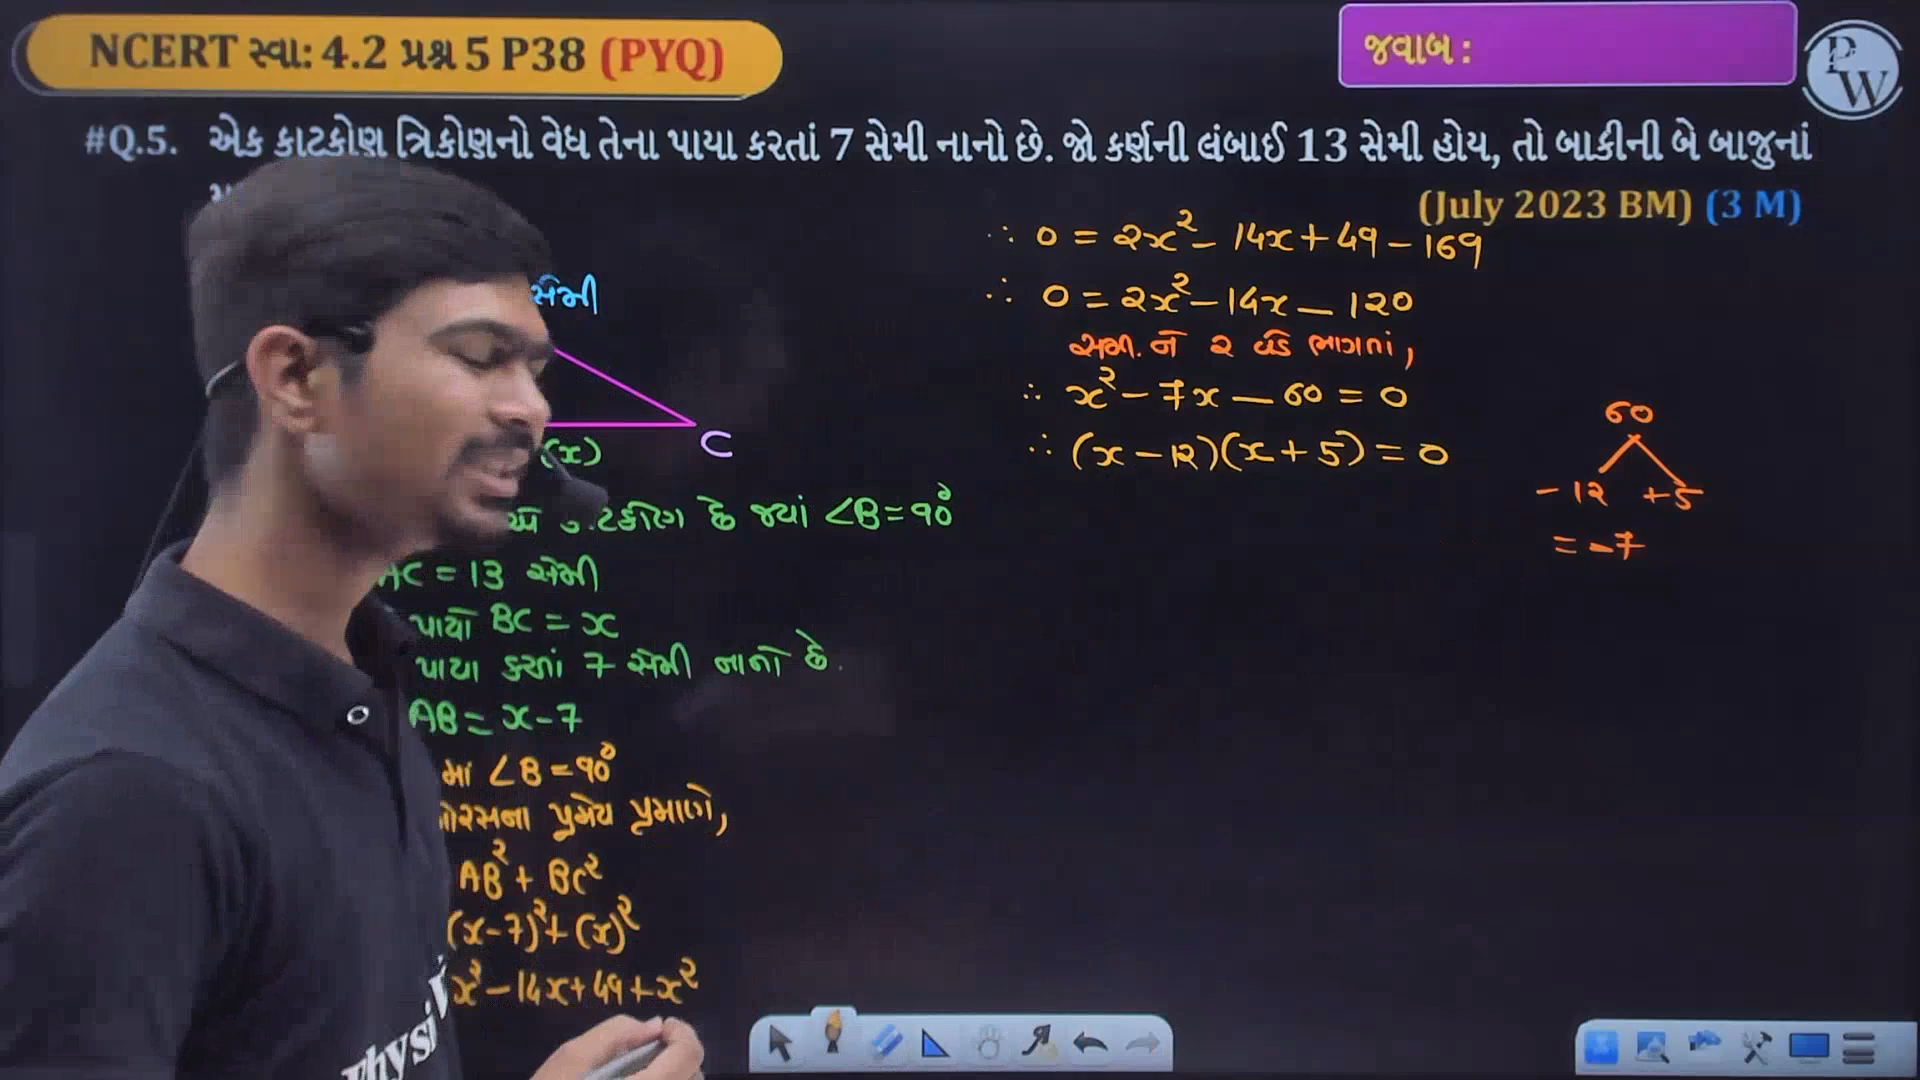 NCERT સ્વા: 4.2 પ્રશ્ન 5 P38 (PYQ)
જવાબ :
PW
#Q.5. એક કાટકોણ ત્રિકોણનો વેધ તેના પાયા કરતાં 7 સેમી નાનો છે. જો કર્ણની લંબાઈ 13 સેમી હોય, તો બાકીની બે બાજુનાં
(July 2023 BM) (3 M)
સેમી
C
(x)
છે જ્યાં ∠B = 90°
AC = 13 સેમી
પાયો BC = x
પાયા કરતાં 7 સેમી નાનો છે.
AB = x - 7
માં ∠B = 90°
પ્રમેય પ્રમાણે,
AB² + BC²
(x-7)² + (x)²
x² - 14x + 49 + x²
∴ 0 = 2x² - 14x + 49 - 169
∴ 0 = 2x² - 14x - 120
સમી. ને 2 વડે ભાગતાં,
∴ x² - 7x - 60 = 0
∴ (x - 12)(x + 5) = 0
60
-12 +5
= -7
Physi